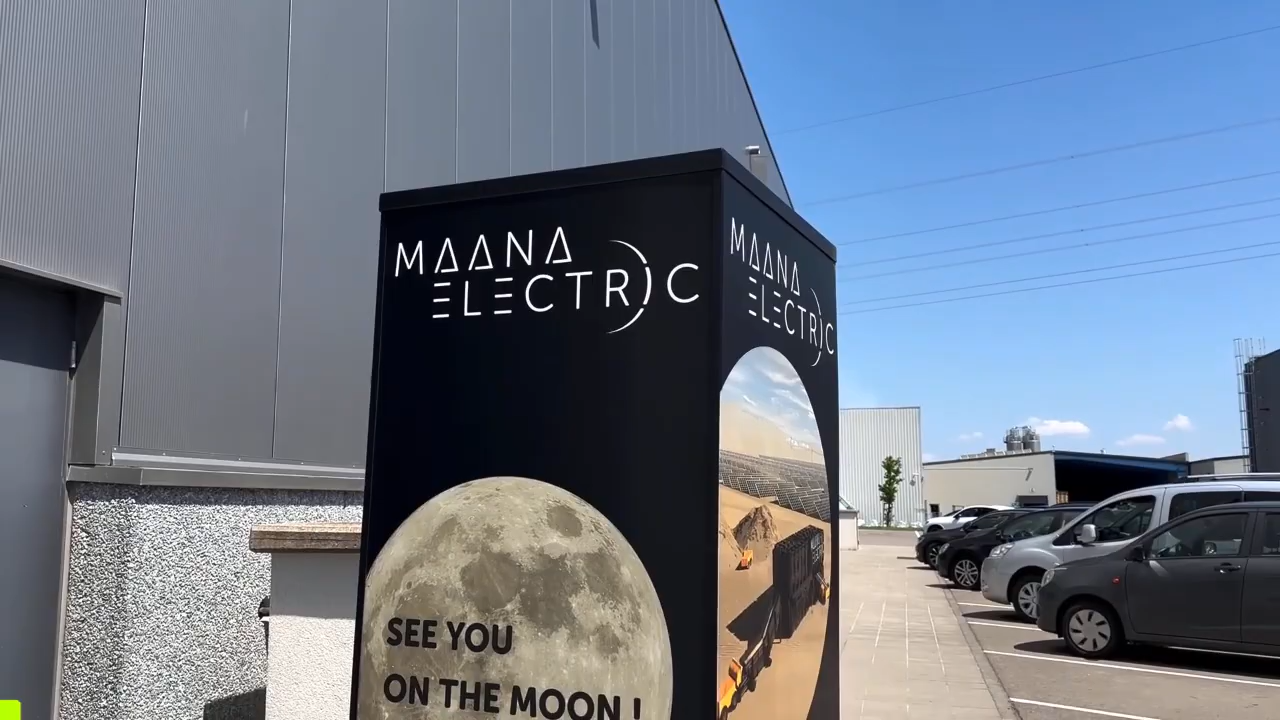 MAANA
ELECTRIC
SEE YOU
ON THE MOON !
MAANA
ELECTRIC